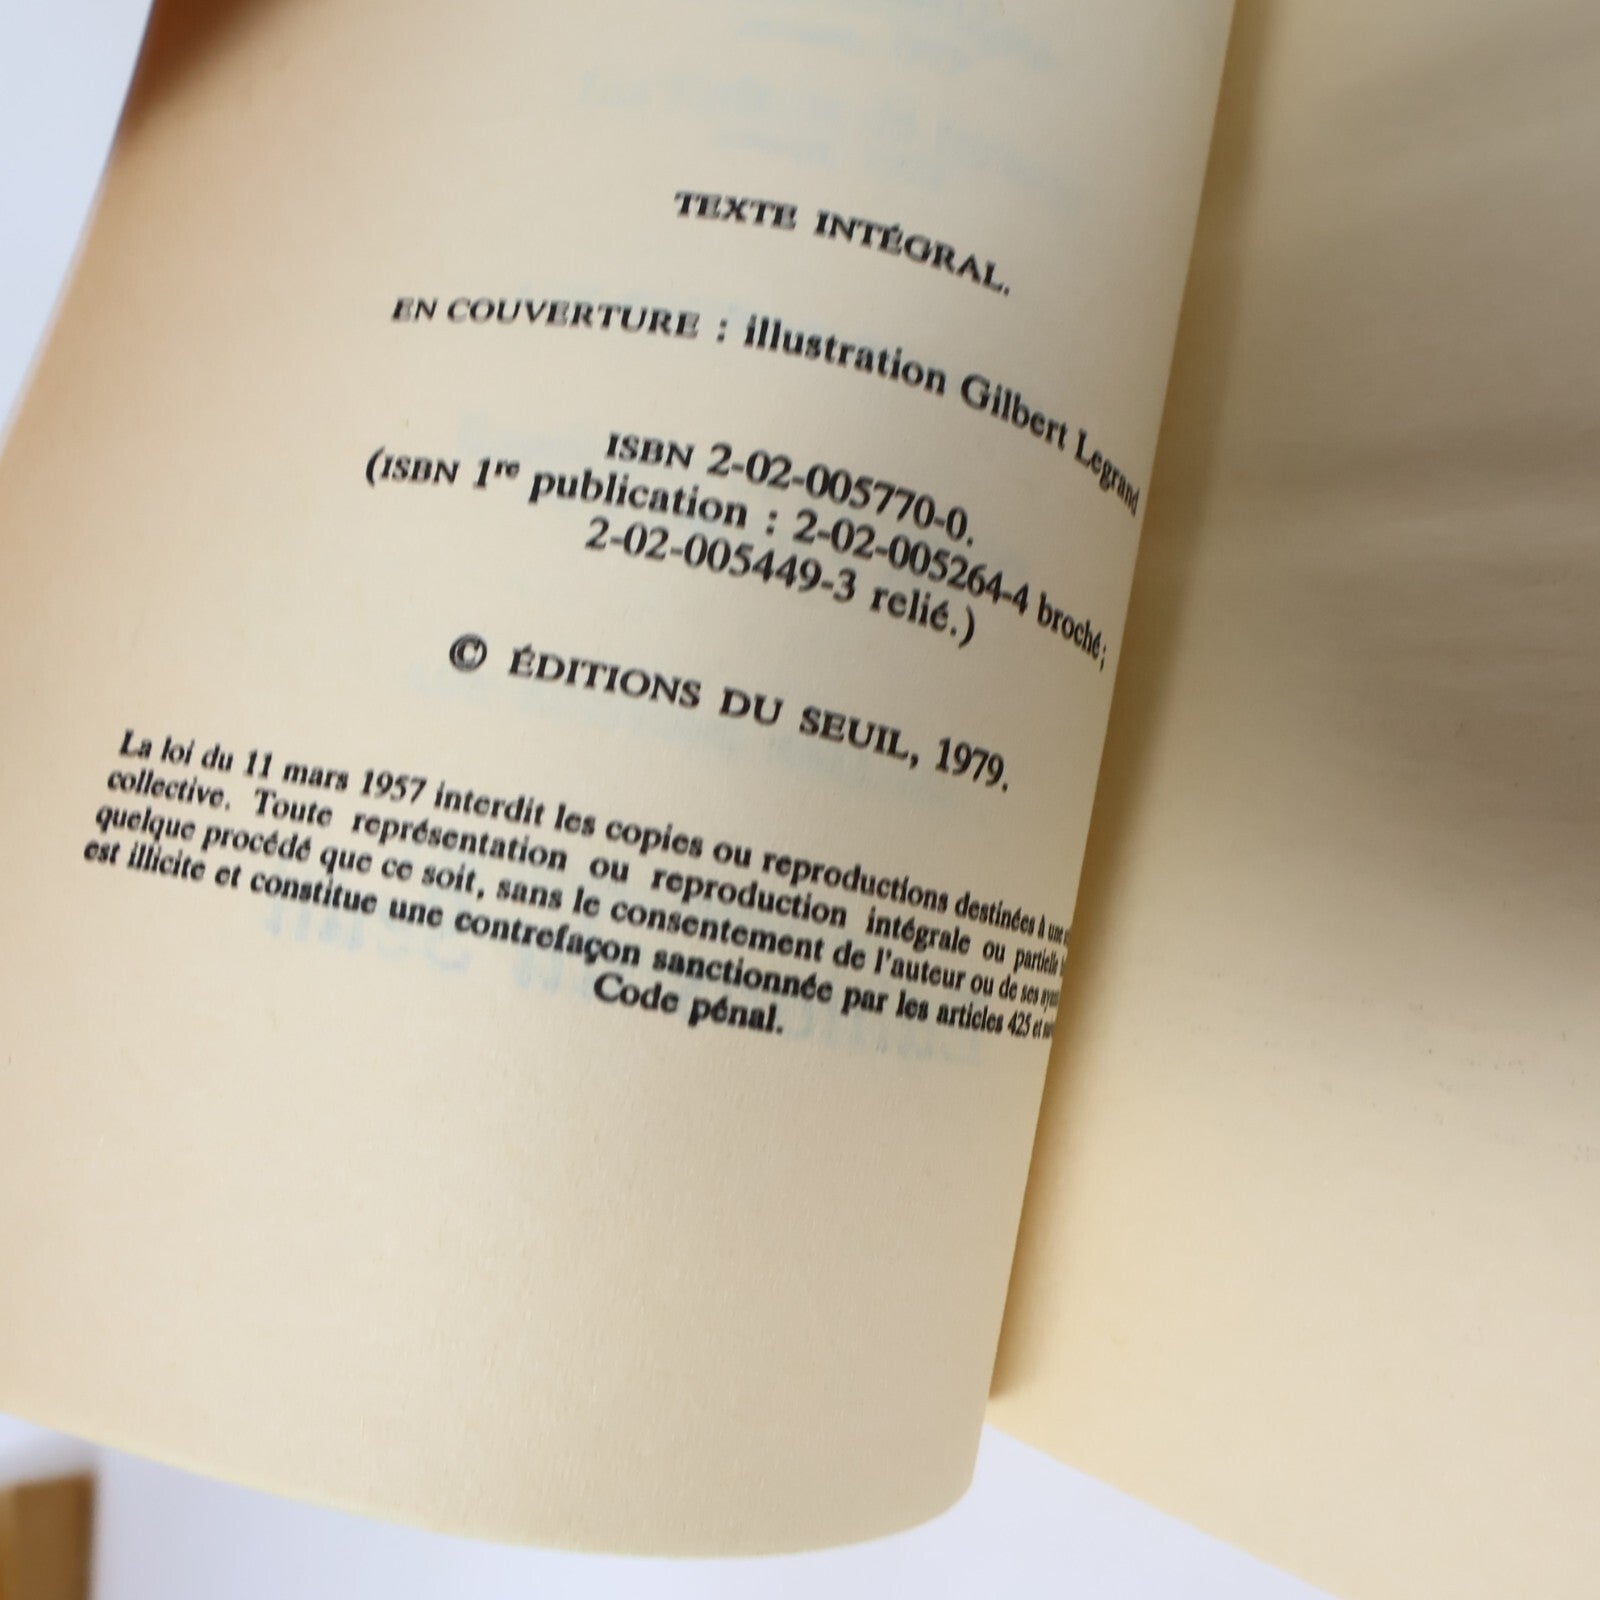 TEXTE INTÉGRAL.
EN COUVERTURE : illustration Gilbert Legrand
ISBN 2-02-005770-0.
(ISBN 1re publication : 2-02-005264-4 broché;
2-02-005449-3 relié.)
© ÉDITIONS DU SEUIL, 1979.
La loi du 11 mars 1957 interdit les copies ou reproductions destinées à une
collective. Toute représentation ou reproduction intégrale ou partielle
quelque procédé que ce soit, sans le consentement de l'auteur ou de ses
est illicite et constitue une contrefaçon sanctionnée par les articles 425 et
Code pénal.